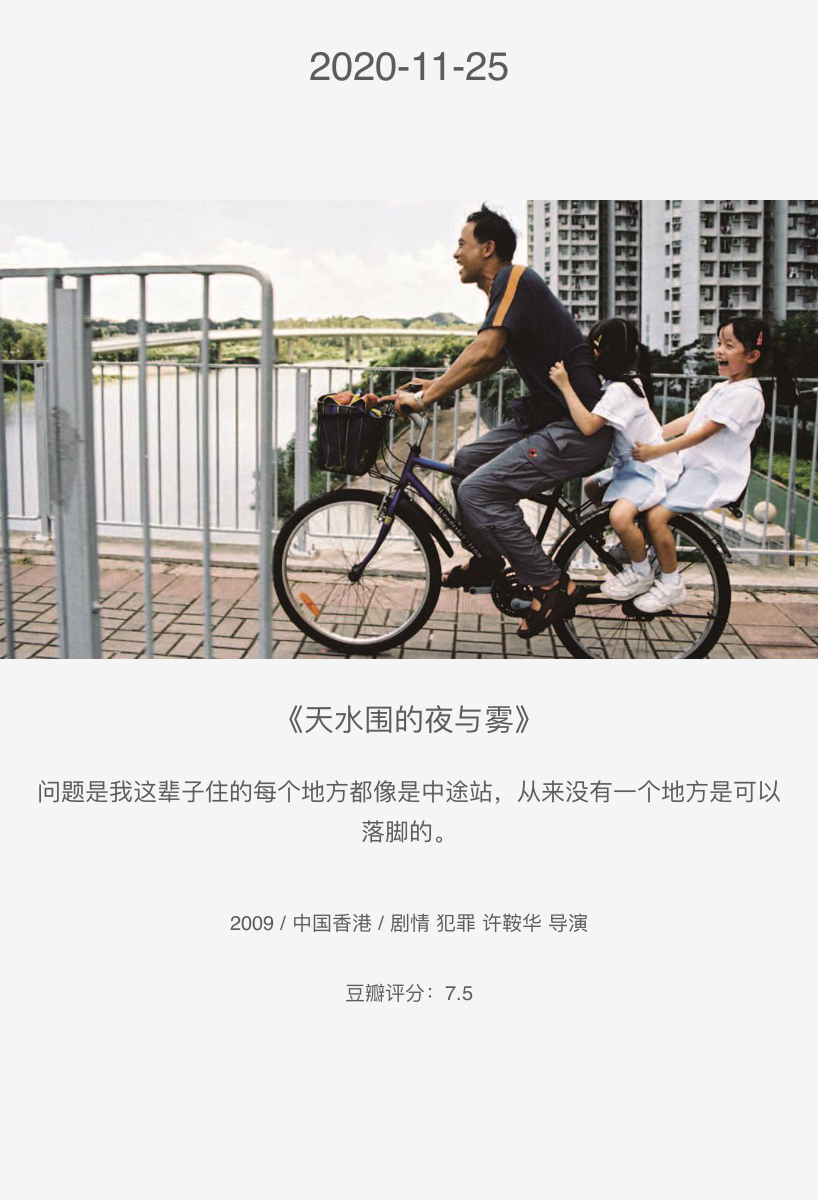 2020-11-25
《天水围的夜与雾》
问题是我这辈子住的每个地方都像是中途站，从来没有一个地方是可以
落脚的。
2009 / 中国香港 / 剧情 犯罪 许鞍华 导演
豆瓣评分：7.5